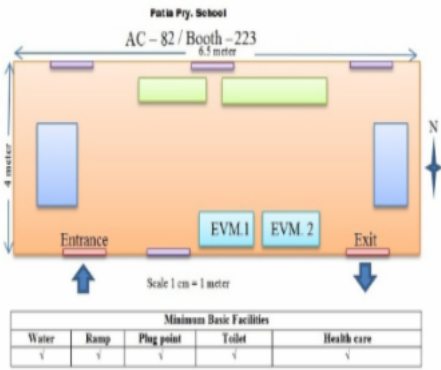 Patia Pry. School
AC – 82 / Booth –223
6.5 meter
4 meter
N
EVM.1 EVM. 2
Entrance Exit
Scale 1 cm = 1 meter
Minimum Basic Facilities
Water Ramp Plug point Toilet Health care
√ √ √ √ √